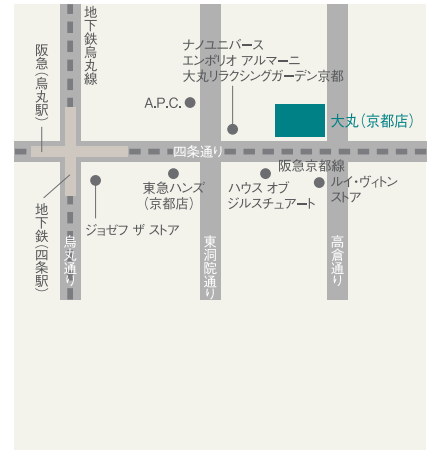 地下鉄烏丸線
阪急(烏丸駅)
ナノユニバース
エンポリオ アルマーニ
大丸リラクシングガーデン京都
A.P.C.
大丸(京都店)
四条通り
阪急京都線
東急ハンズ
(京都店)
ハウス オブ
ジルスチュアート
ルイ・ヴィトン
ストア
ジョゼフ ザ ストア
地下鉄(四条駅)
烏丸通り
東洞院通り
高倉通り